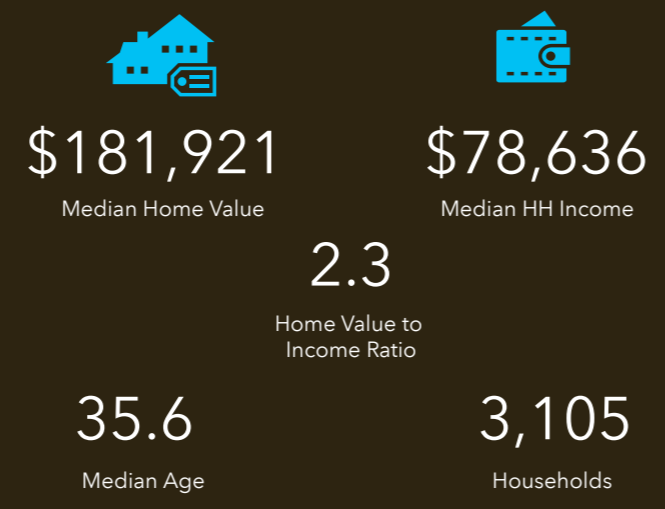 $181,921
$78,636
Median Home Value
Median HH Income
2.3
Home Value to
Income Ratio
35.6
3,105
Median Age
Households